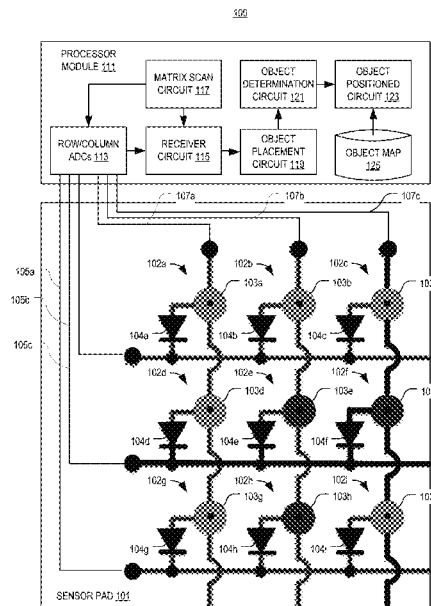 100
PROCESSOR
MODULE 111
MATRIX SCAN
CIRCUIT 117
OBJECT
DETERMINATION
CIRCUIT 121
OBJECT
POSITIONED
CIRCUIT 123
ROW/COLUMN
ADCs 113
RECEIVER
CIRCUIT 115
OBJECT
PLACEMENT
CIRCUIT 119
OBJECT MAP
125
107a
107b
107c
105a
105b
105c
102a
102b
102c
103a
103b
104a
104b
104c
102d
102e
102f
103d
103e
104d
104e
104f
102g
102h
102i
103g
103h
104g
104h
104i
SENSOR PAD 101